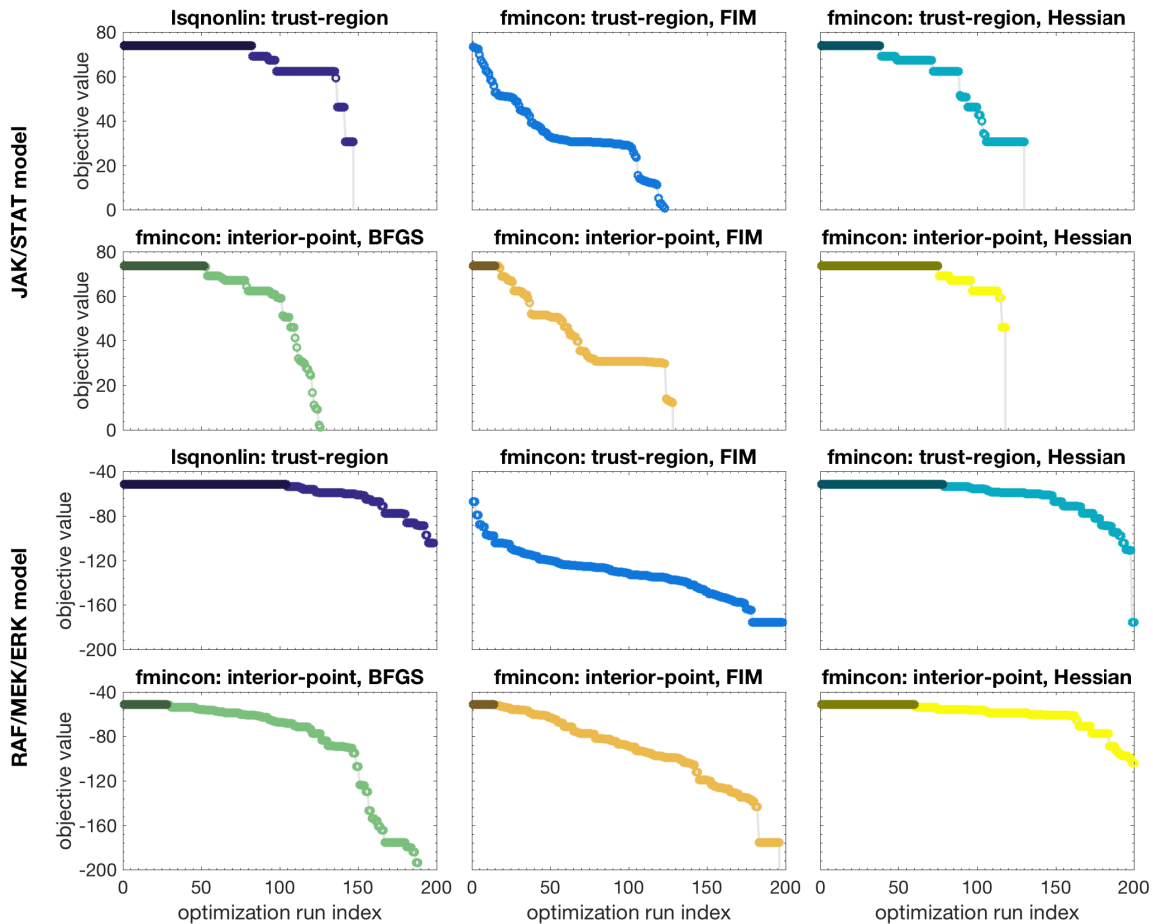 lsqnonlin: trust-region
fmincon: trust-region, FIM
fmincon: trust-region, Hessian
JAK/STAT model
objective value
80
60
40
20
0
fmincon: interior-point, BFGS
fmincon: interior-point, FIM
fmincon: interior-point, Hessian
objective value
80
60
40
20
0
lsqnonlin: trust-region
fmincon: trust-region, FIM
fmincon: trust-region, Hessian
RAF/MEK/ERK model
objective value
-40
-80
-120
-160
-200
fmincon: interior-point, BFGS
fmincon: interior-point, FIM
fmincon: interior-point, Hessian
objective value
-40
-80
-120
-160
-200
0 50 100 150 200
0 50 100 150 200
0 50 100 150 200
optimization run index
optimization run index
optimization run index